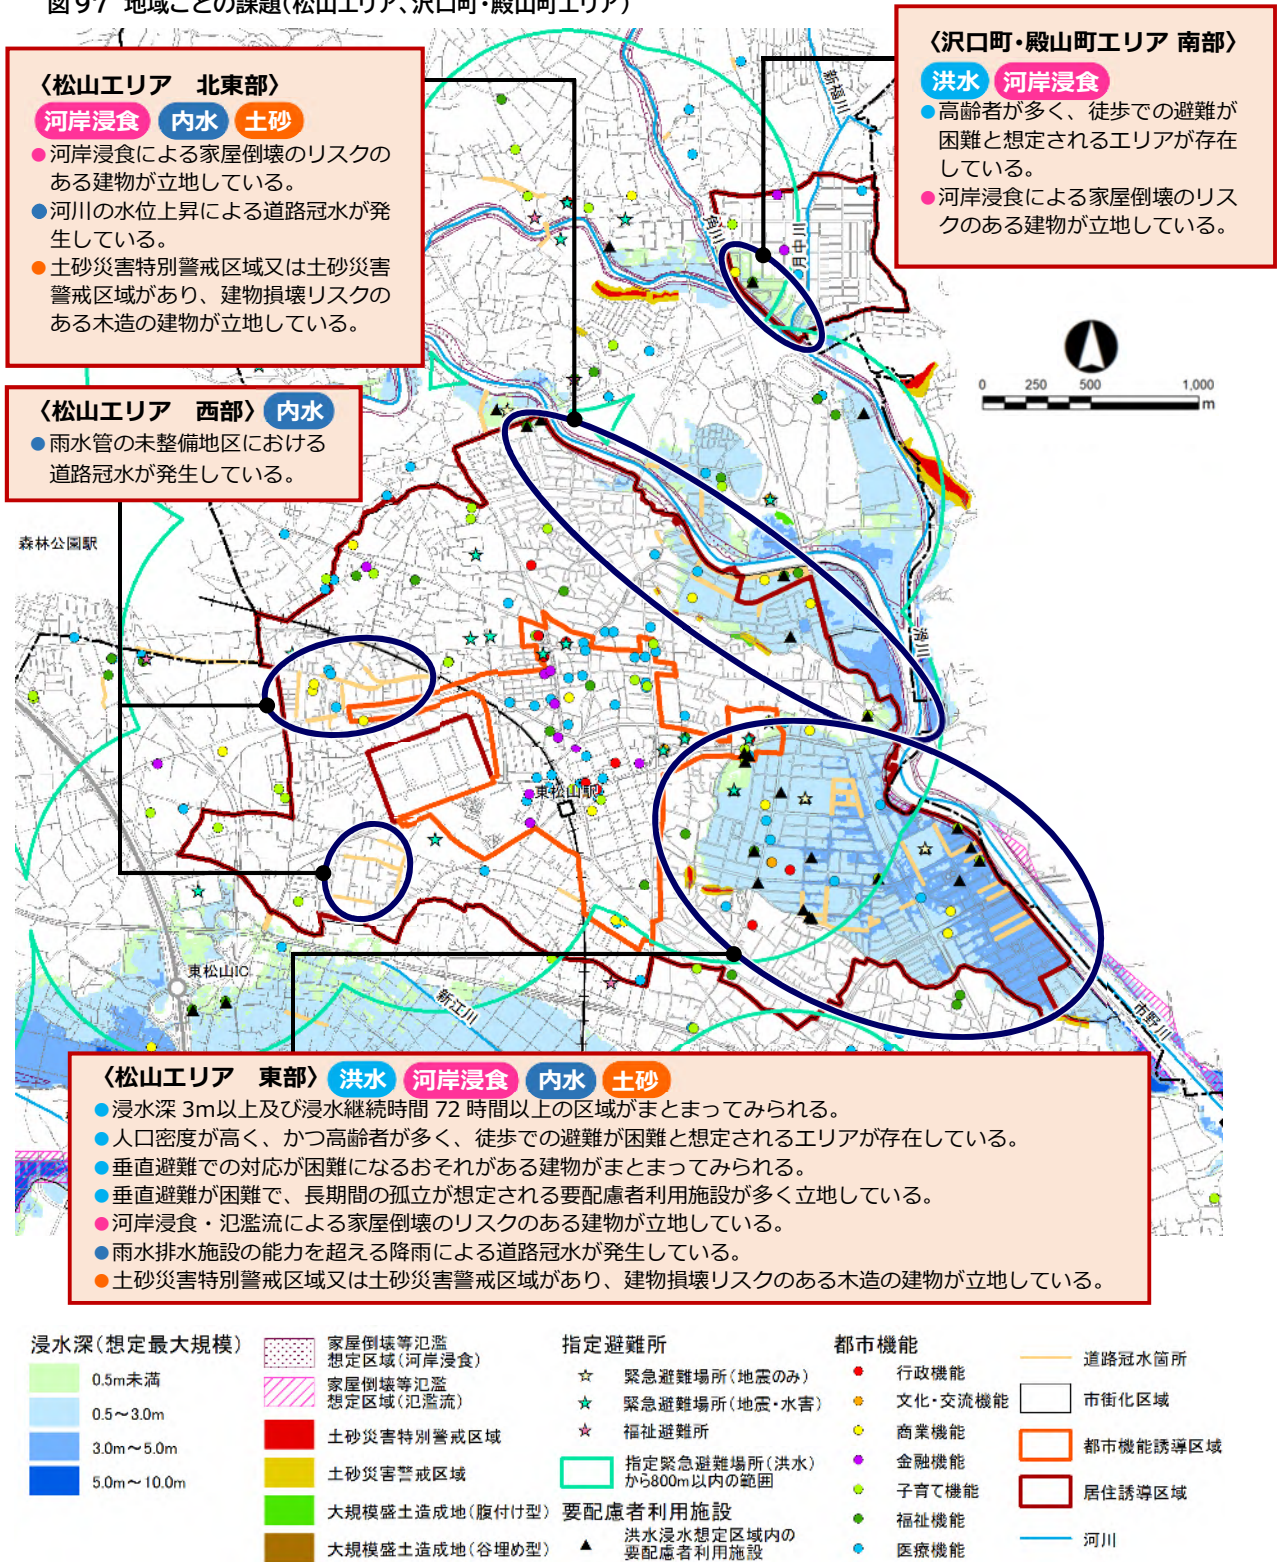 図97 地域ごとの課題(松山エリア、沢口町・殿山町エリア)
〈松山エリア 北東部〉
河岸浸食 内水 土砂
●河岸浸食による家屋倒壊のリスクの
ある建物が立地している。
●河川の水位上昇による道路冠水が発
生している。
●土砂災害特別警戒区域又は土砂災害
警戒区域があり、建物損壊リスクの
ある木造の建物が立地している。
〈沢口町・殿山町エリア 南部〉
洪水 河岸浸食
●高齢者が多く、徒歩での避難が
困難と想定されるエリアが存在
している。
●河岸浸食による家屋倒壊のリス
クのある建物が立地している。
〈松山エリア 西部〉 内水
●雨水管の未整備地区における
道路冠水が発生している。
新福川
角川
月中川
0 250 500 1,000
m
森林公園駅
滑川
東松山駅
東松山IC
新江川
市野川
〈松山エリア 東部〉 洪水 河岸浸食 内水 土砂
●浸水深 3m以上及び浸水継続時間 72 時間以上の区域がまとまってみられる。
●人口密度が高く、かつ高齢者が多く、徒歩での避難が困難と想定されるエリアが存在している。
●垂直避難での対応が困難になるおそれがある建物がまとまってみられる。
●垂直避難が困難で、長期間の孤立が想定される要配慮者利用施設が多く立地している。
●河岸浸食・氾濫流による家屋倒壊のリスクのある建物が立地している。
●雨水排水施設の能力を超える降雨による道路冠水が発生している。
●土砂災害特別警戒区域又は土砂災害警戒区域があり、建物損壊リスクのある木造の建物が立地している。
浸水深(想定最大規模)
0.5m未満
0.5～3.0m
3.0m～5.0m
5.0m～10.0m
家屋倒壊等氾濫
想定区域(河岸浸食)
家屋倒壊等氾濫
想定区域(氾濫流)
土砂災害特別警戒区域
土砂災害警戒区域
大規模盛土造成地(腹付け型)
大規模盛土造成地(谷埋め型)
指定避難所
緊急避難場所(地震のみ)
緊急避難場所(地震・水害)
福祉避難所
指定緊急避難場所(洪水)
から800m以内の範囲
要配慮者利用施設
洪水浸水想定区域内の
要配慮者利用施設
都市機能
行政機能
文化・交流機能
商業機能
金融機能
子育て機能
福祉機能
医療機能
道路冠水箇所
市街化区域
都市機能誘導区域
居住誘導区域
河川